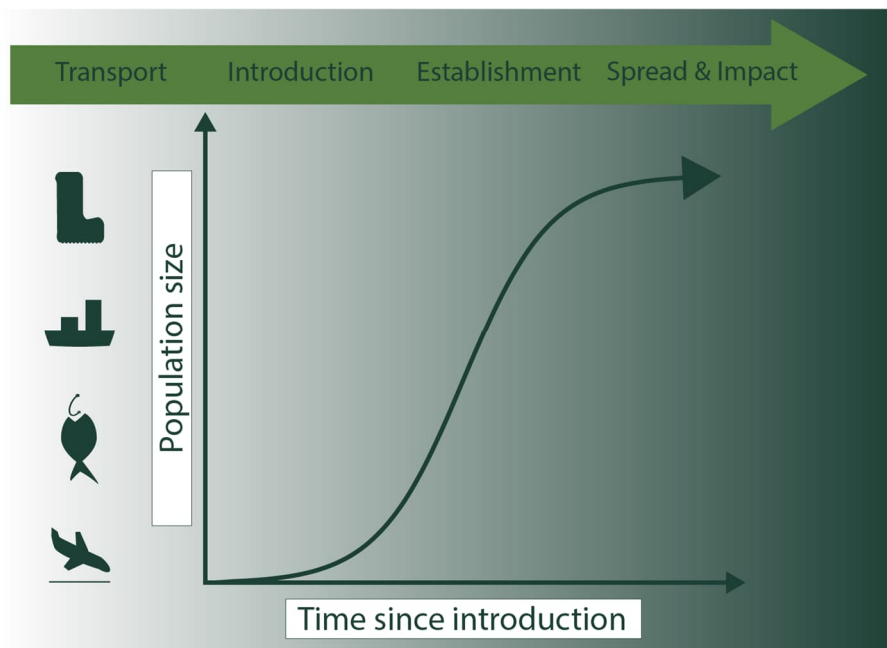 Transport Introduction Establishment Spread & Impact
Population size
Time since introduction